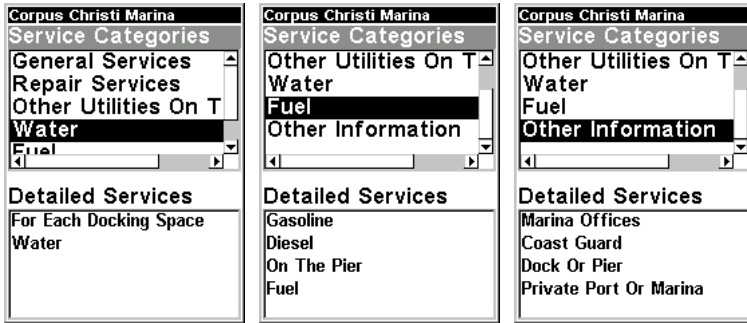 Corpus Christi Marina
Service Categories
General Services
Repair Services
Other Utilities On T
Water
Fuel
Detailed Services
For Each Docking Space
Water
Corpus Christi Marina
Service Categories
Other Utilities On T
Water
Fuel
Other Information
Detailed Services
Gasoline
Diesel
On The Pier
Fuel
Corpus Christi Marina
Service Categories
Other Utilities On T
Water
Fuel
Other Information
Detailed Services
Marina Offices
Coast Guard
Dock Or Pier
Private Port Or Marina